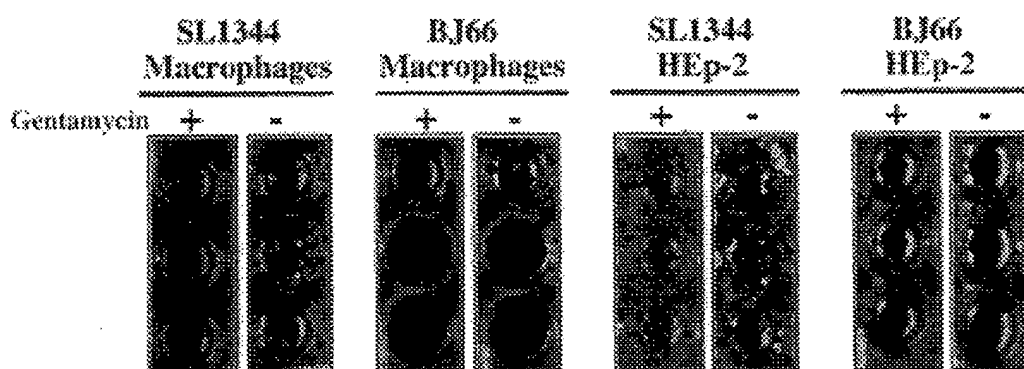 SL1344
Macrophages
BJ66
Macrophages
SL1344
HEp-2
BJ66
HEp-2
Gentamycin + - + - + - + -